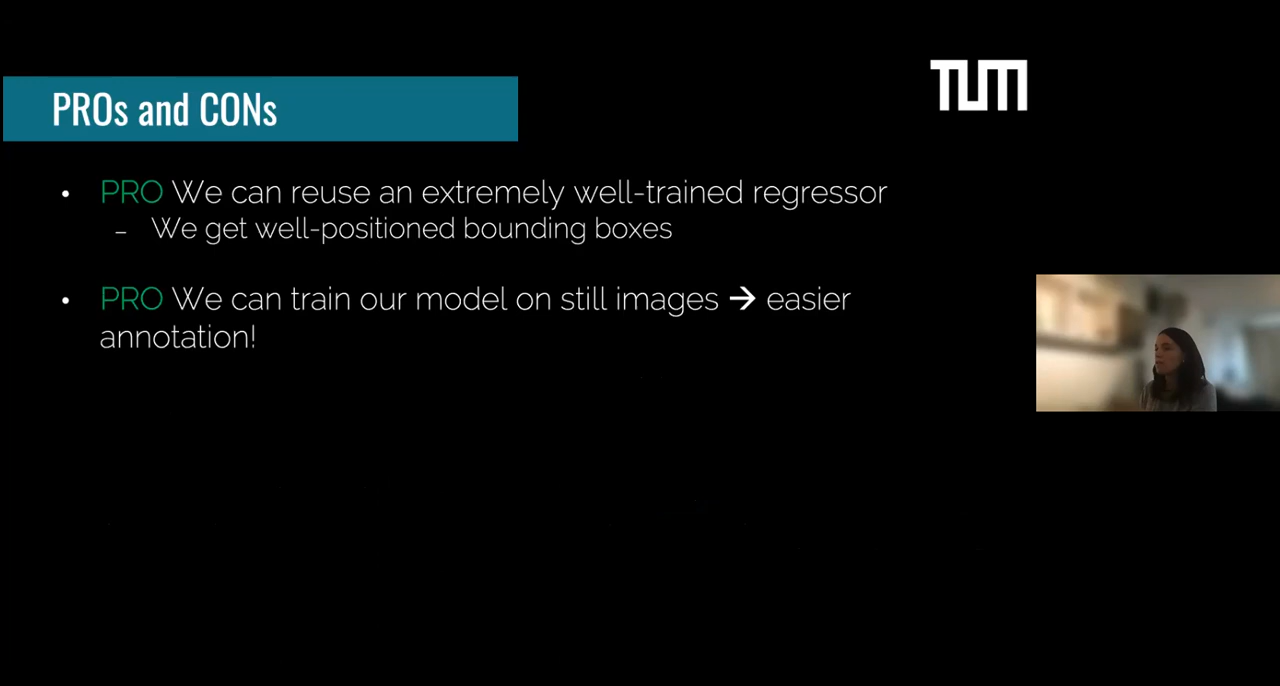 TUM
PROs and CONs
• PRO We can reuse an extremely well-trained regressor
– We get well-positioned bounding boxes
• PRO We can train our model on still images → easier
annotation!